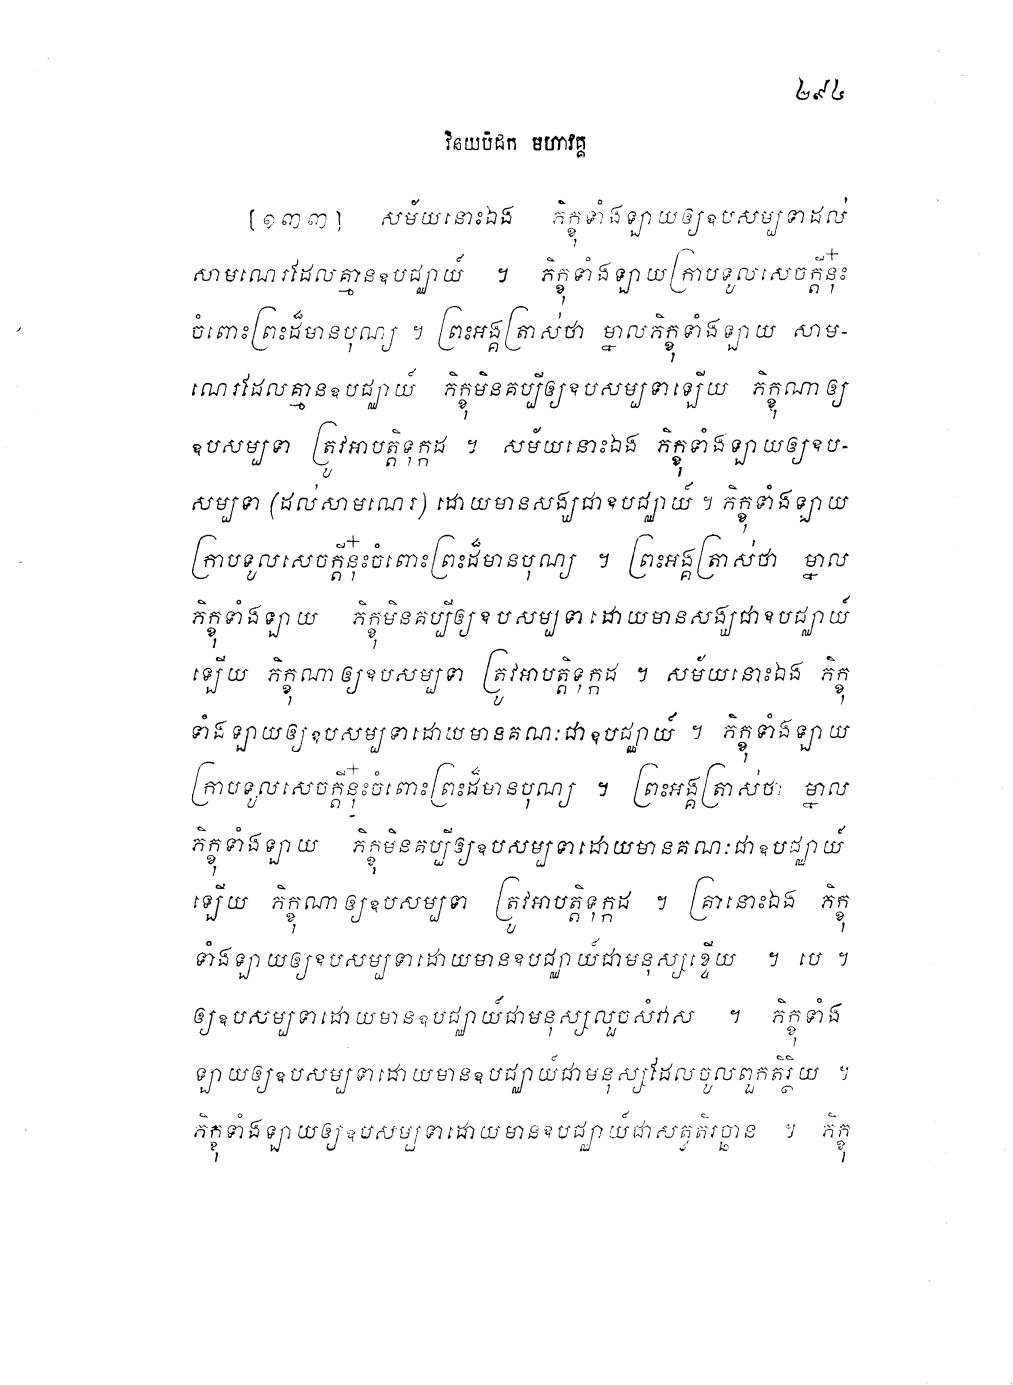 ២៩៤
វិនយបិដក មហាវគ្គ
[១៣៣] សម័យនោះឯង ភិក្ខុទាំងឡាយឲ្យឧបសម្បទាដល់
សាមណេរដែលគ្មានឧបជ្ឈាយ៍ ។ ភិក្ខុទាំងឡាយក្រាបទូលសេចក្តីនុ៎ះ
ចំពោះព្រះដ៏មានបុណ្យ ។ ព្រះអង្គត្រាស់ថា ម្នាលភិក្ខុទាំងឡាយ សាម-
ណេរដែលគ្មានឧបជ្ឈាយ៍ ភិក្ខុមិនគប្បីឲ្យឧបសម្បទាឡើយ ភិក្ខុណាឲ្យ
ឧបសម្បទា ត្រូវអាបត្តិទុក្កដ ។ សម័យនោះឯង ភិក្ខុទាំងឡាយឲ្យឧប-
សម្បទា (ដល់សាមណេរ) ដោយមានសង្ឃជាឧបជ្ឈាយ៍ ។ ភិក្ខុទាំងឡាយ
ក្រាបទូលសេចក្តីនុ៎ះចំពោះព្រះដ៏មានបុណ្យ ។ ព្រះអង្គត្រាស់ថា ម្នាល
ភិក្ខុទាំងឡាយ ភិក្ខុមិនគប្បីឲ្យឧបសម្បទាដោយមានសង្ឃជាឧបជ្ឈាយ៍
ឡើយ ភិក្ខុណាឲ្យឧបសម្បទា ត្រូវអាបត្តិទុក្កដ ។ សម័យនោះឯង ភិក្ខុ
ទាំងឡាយឲ្យឧបសម្បទាដោយមានគណៈជាឧបជ្ឈាយ៍ ។ ភិក្ខុទាំងឡាយ
ក្រាបទូលសេចក្តីនុ៎ះចំពោះព្រះដ៏មានបុណ្យ ។ ព្រះអង្គត្រាស់ថា ម្នាល
ភិក្ខុទាំងឡាយ ភិក្ខុមិនគប្បីឲ្យឧបសម្បទាដោយមានគណៈជាឧបជ្ឈាយ៍
ឡើយ ភិក្ខុណាឲ្យឧបសម្បទា ត្រូវអាបត្តិទុក្កដ ។ គ្រានោះឯង ភិក្ខុ
ទាំងឡាយឲ្យឧបសម្បទាដោយមានឧបជ្ឈាយ៍ជាមនុស្សខ្ទើយ ។ បេ ។
ឲ្យឧបសម្បទាដោយមានឧបជ្ឈាយ៍ជាមនុស្សលួចសំវាស ។ ភិក្ខុទាំង
ឡាយឲ្យឧបសម្បទាដោយមានឧបជ្ឈាយ៍ជាមនុស្សដែលចូលពួកតិរ្ថិយ ។
ភិក្ខុទាំងឡាយឲ្យឧបសម្បទាដោយមានឧបជ្ឈាយ៍ជាសត្វតិរច្ឆាន ។ ភិក្ខុ